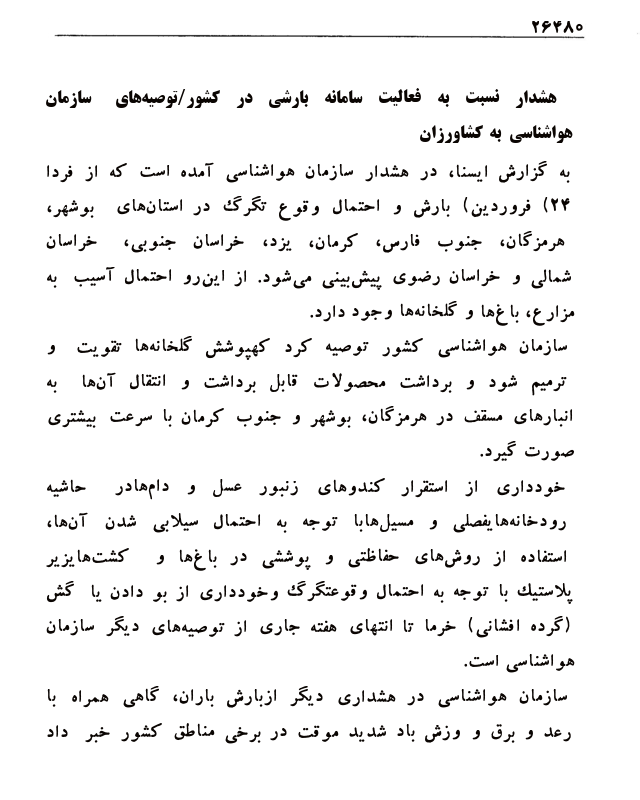 ۲۶۴۸۰
هشدار نسبت به فعالیت سامانه بارشی در کشور/توصیه‌های سازمان
هواشناسی به کشاورزان
به گزارش ایسنا، در هشدار سازمان هواشناسی آمده است که از فردا
۲۴) فروردین) بارش و احتمال وقوع تگرگ در استان‌های بوشهر،
هرمزگان، جنوب فارس، کرمان، یزد، خراسان جنوبی، خراسان
شمالی و خراسان رضوی پیش‌بینی می‌شود. از این‌رو احتمال آسیب به
مزارع، باغ‌ها و گلخانه‌ها وجود دارد.
سازمان هواشناسی کشور توصیه کرد کهپوشش گلخانه‌ها تقویت و
ترمیم شود و برداشت محصولات قابل برداشت و انتقال آن‌ها به
انبارهای مسقف در هرمزگان، بوشهر و جنوب کرمان با سرعت بیشتری
صورت گیرد.
خودداری از استقرار کندوهای زنبور عسل و دام‌هادر حاشیه
رودخانه‌هایفصلی و مسیل‌هابا توجه به احتمال سیلابی شدن آن‌ها،
استفاده از روش‌های حفاظتی و پوششی در باغ‌ها و کشت‌هایزیر
پلاستیك با توجه به احتمال وقوعتگرگ وخودداری از بو دادن یا گش
(گرده افشانی) خرما تا انتهای هفته جاری از توصیه‌های دیگر سازمان
هواشناسی است.
سازمان هواشناسی در هشداری دیگر ازبارش باران، گاهی همراه با
رعد و برق و وزش باد شدید موقت در برخی مناطق کشور خبر داد